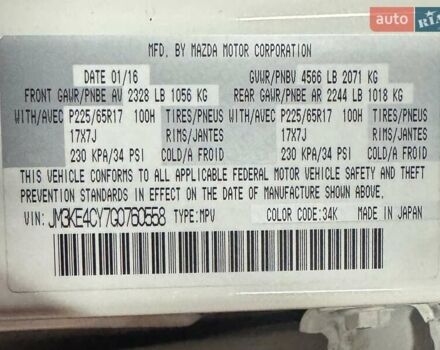 auto RIA
MFD. BY MAZDA MOTOR CORPORATION
DATE 01/16 GVWR/PNBV 4566 LB 2071 KG
FRONT GAWR/PNBE AV 2328 LB 1056 KG REAR GAWR/PNBE AR 2244 LB 1018 KG
WITH/AVEC P225/65R17 100H TIRES/PNEUS WITH/AVEC P225/65R17 100H TIRES/PNEUS
17X7J RIMS/JANTES 17X7J RIMS/JANTES
230 KPA/34 PSI COLD/A FROID 230 KPA/34 PSI COLD/A FROID
THIS VEHICLE CONFORMS TO ALL APPLICABLE FEDERAL MOTOR VEHICLE SAFETY AND THEFT
PREVENTION STANDARDS IN EFFECT ON THE DATE OF MANUFACTURE SHOWN ABOVE.
VIN: JM3KE4CY7G0760558 TYPE:MPV COLOR CODE:34K MADE IN JAPAN